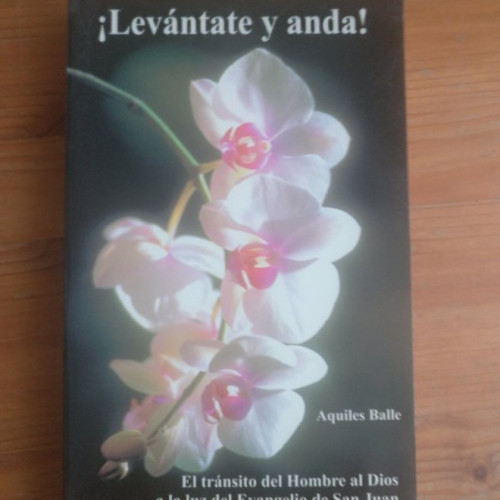 ¡Levántate y anda!
Aquiles Balle
El tránsito del Hombre al Dios
a la luz del Evangelio de San Juan